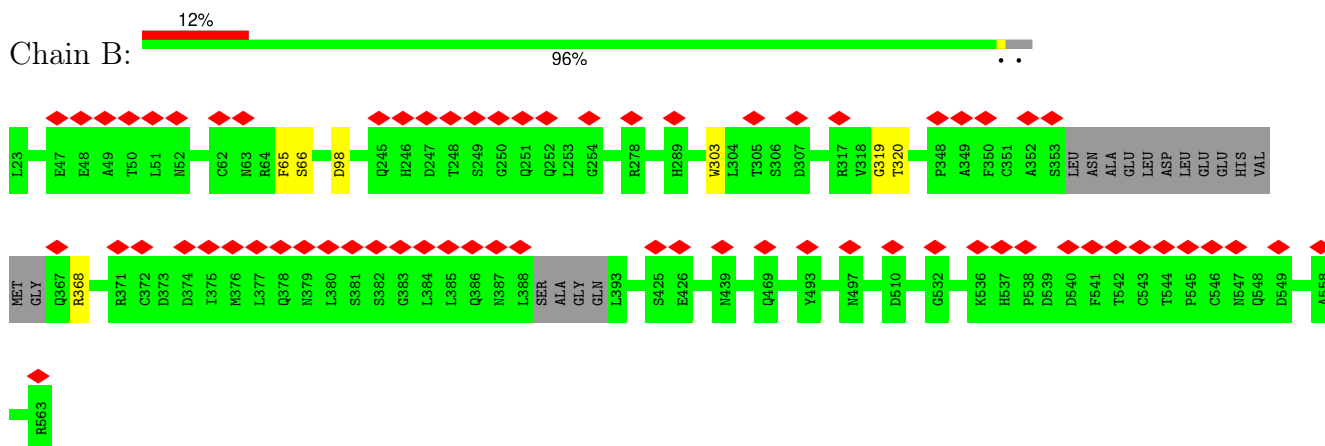 12%
Chain B:
96%
. .
L23 E47 E48 A49 T50 L51 N52 C62 N63 R64 F65 S66 D98 Q245 H246 D247 T248 S249 G250 Q251 Q252 L253 G254 R278 H289 W303 L304 T305 S306 D307 R317 V318 G319 T320 P348 A349 F350 C351 A352 S353 LEU ASN ALA GLU LEU ASP LEU GLU GLU HIS VAL
MET GLY Q367 R368 R371 C372 D373 D374 I375 M376 L377 Q378 N379 L380 S381 S382 G383 L384 L385 Q386 N387 L388 SER ALA GLY GLN L393 S425 E426 N439 Q469 Y493 N497 D510 G532 K536 H537 P538 D539 D540 F541 T542 C543 T544 P545 C546 N547 Q548 D549 A558
R563